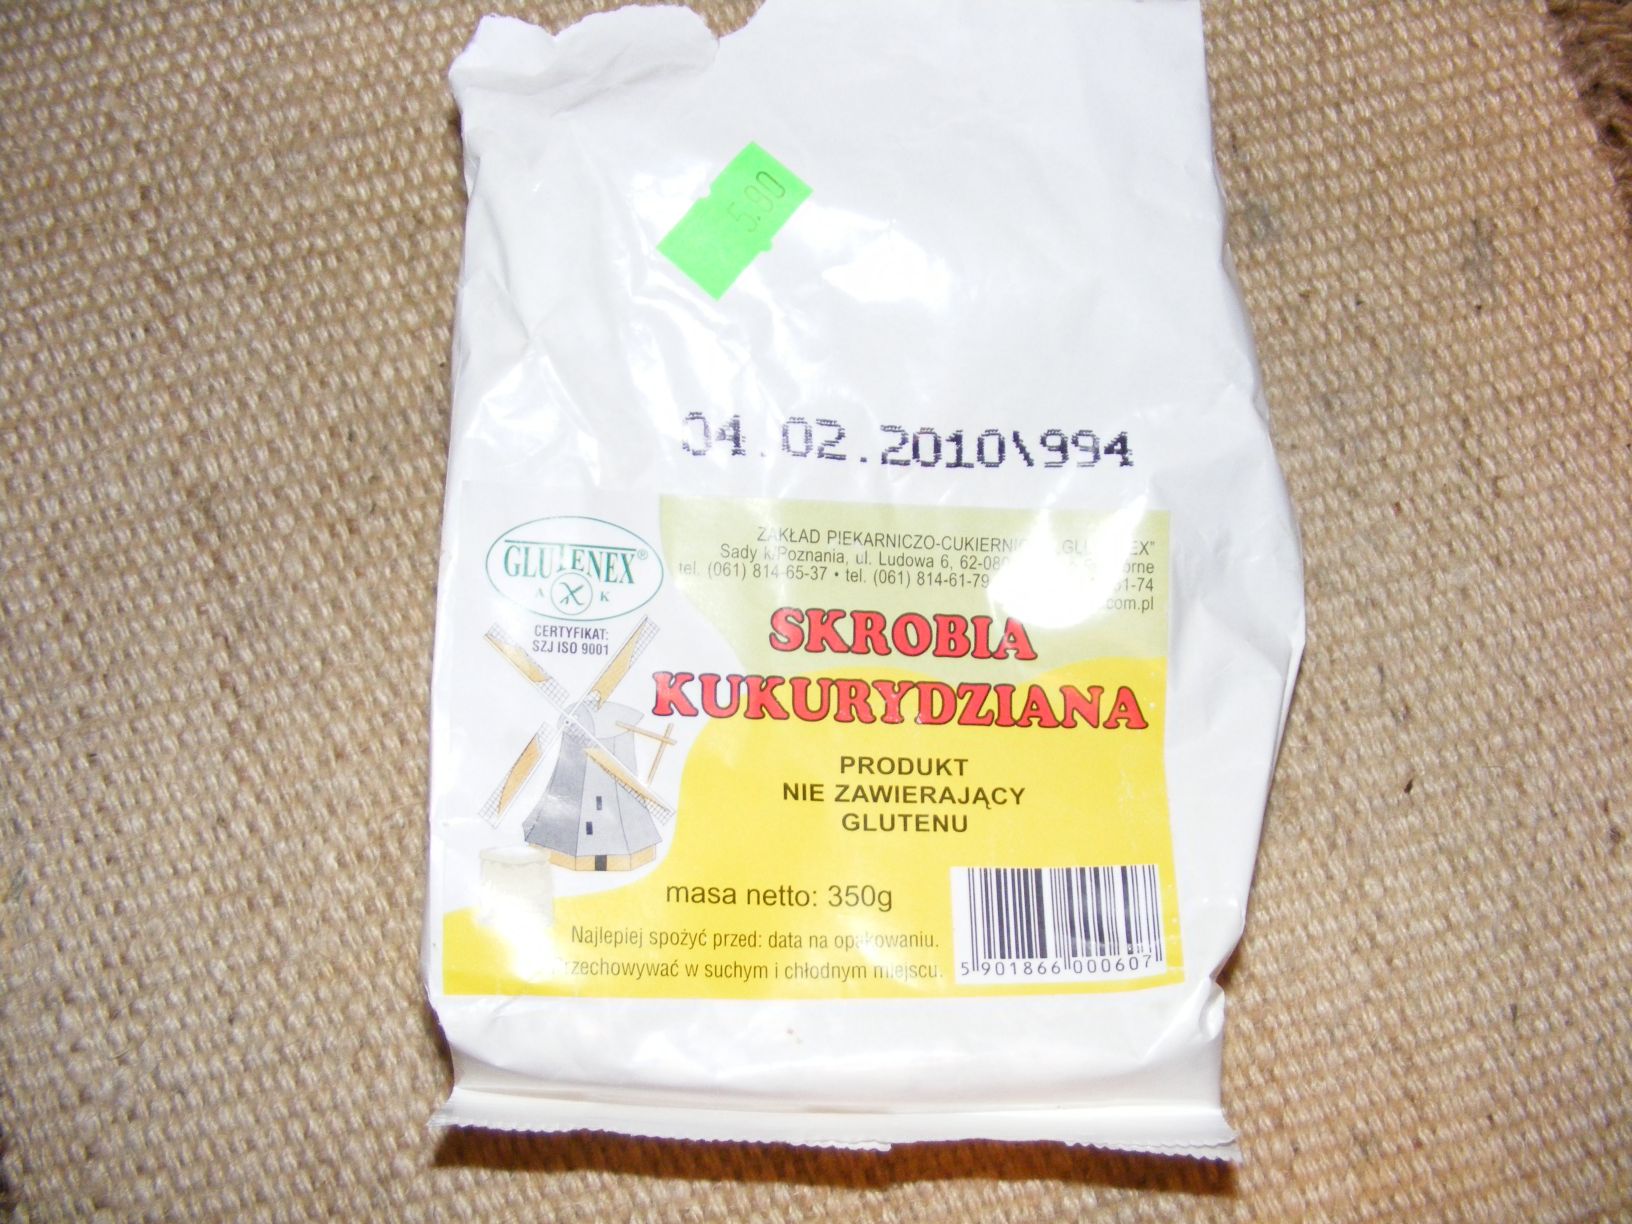 5.80
04.02.2010\994
GLUTENEX®
A K
CERTYFIKAT:
SZJ ISO 9001
ZAKŁAD PIEKARNICZO-CUKIERNICZY
Sady k/Poznania, ul. Ludowa 6,
tel. (061) 814-65-37 • tel. (061) 814-61-79
SKROBIA
KUKURYDZIANA
PRODUKT
NIE ZAWIERAJĄCY
GLUTENU
masa netto: 350g
Najlepiej spożyć przed: data na opakowaniu.
Przechowywać w suchym i chłodnym miejscu.
5 901866 000607